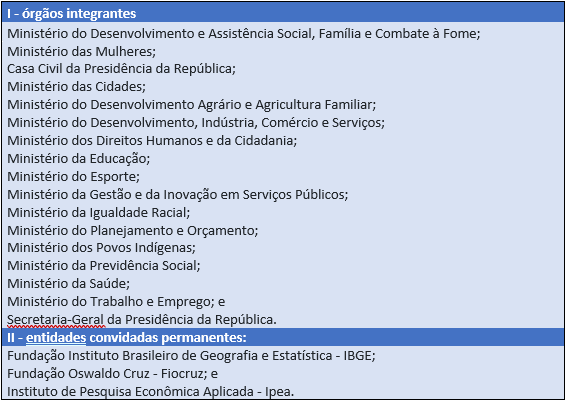 I - órgãos integrantes
Ministério do Desenvolvimento e Assistência Social, Família e Combate à Fome;
Ministério das Mulheres;
Casa Civil da Presidência da República;
Ministério das Cidades;
Ministério do Desenvolvimento Agrário e Agricultura Familiar;
Ministério do Desenvolvimento, Indústria, Comércio e Serviços;
Ministério dos Direitos Humanos e da Cidadania;
Ministério da Educação;
Ministério do Esporte;
Ministério da Gestão e da Inovação em Serviços Públicos;
Ministério da Igualdade Racial;
Ministério do Planejamento e Orçamento;
Ministério dos Povos Indígenas;
Ministério da Previdência Social;
Ministério da Saúde;
Ministério do Trabalho e Emprego; e
Secretaria-Geral da Presidência da República.
II - entidades convidadas permanentes:
Fundação Instituto Brasileiro de Geografia e Estatística - IBGE;
Fundação Oswaldo Cruz - Fiocruz; e
Instituto de Pesquisa Econômica Aplicada - Ipea.